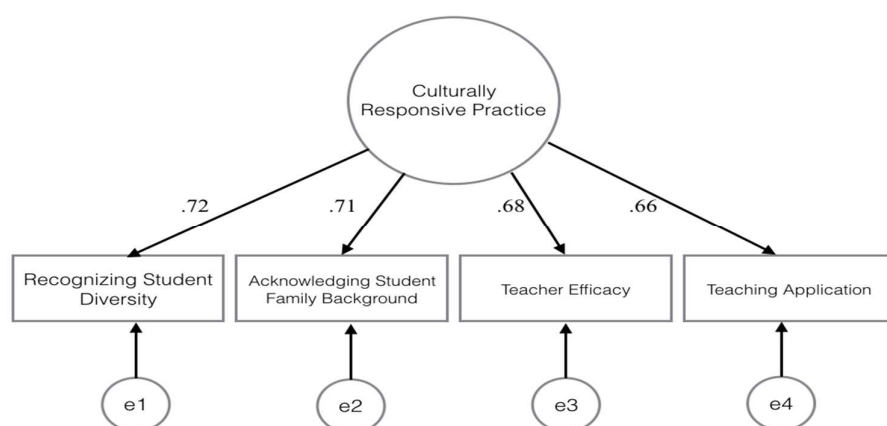 Culturally
Responsive Practice
.72
.71
.68
.66
Recognizing Student
Diversity
Acknowledging Student
Family Background
Teacher Efficacy
Teaching Application
e1
e2
e3
e4